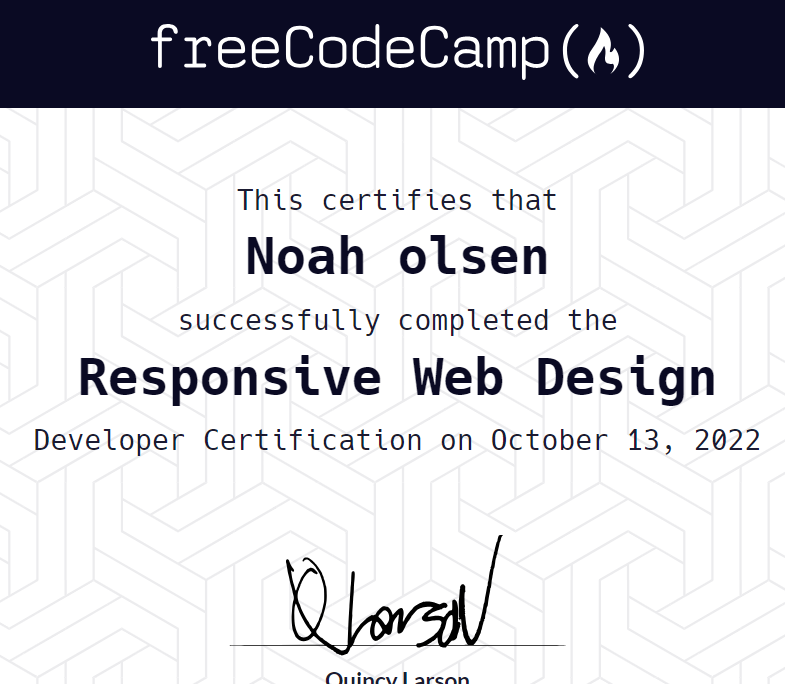 freeCodeCamp
This certifies that
Noah olsen
successfully completed the
Responsive Web Design
Developer Certification on October 13, 2022
QLarson
Quincy Larson